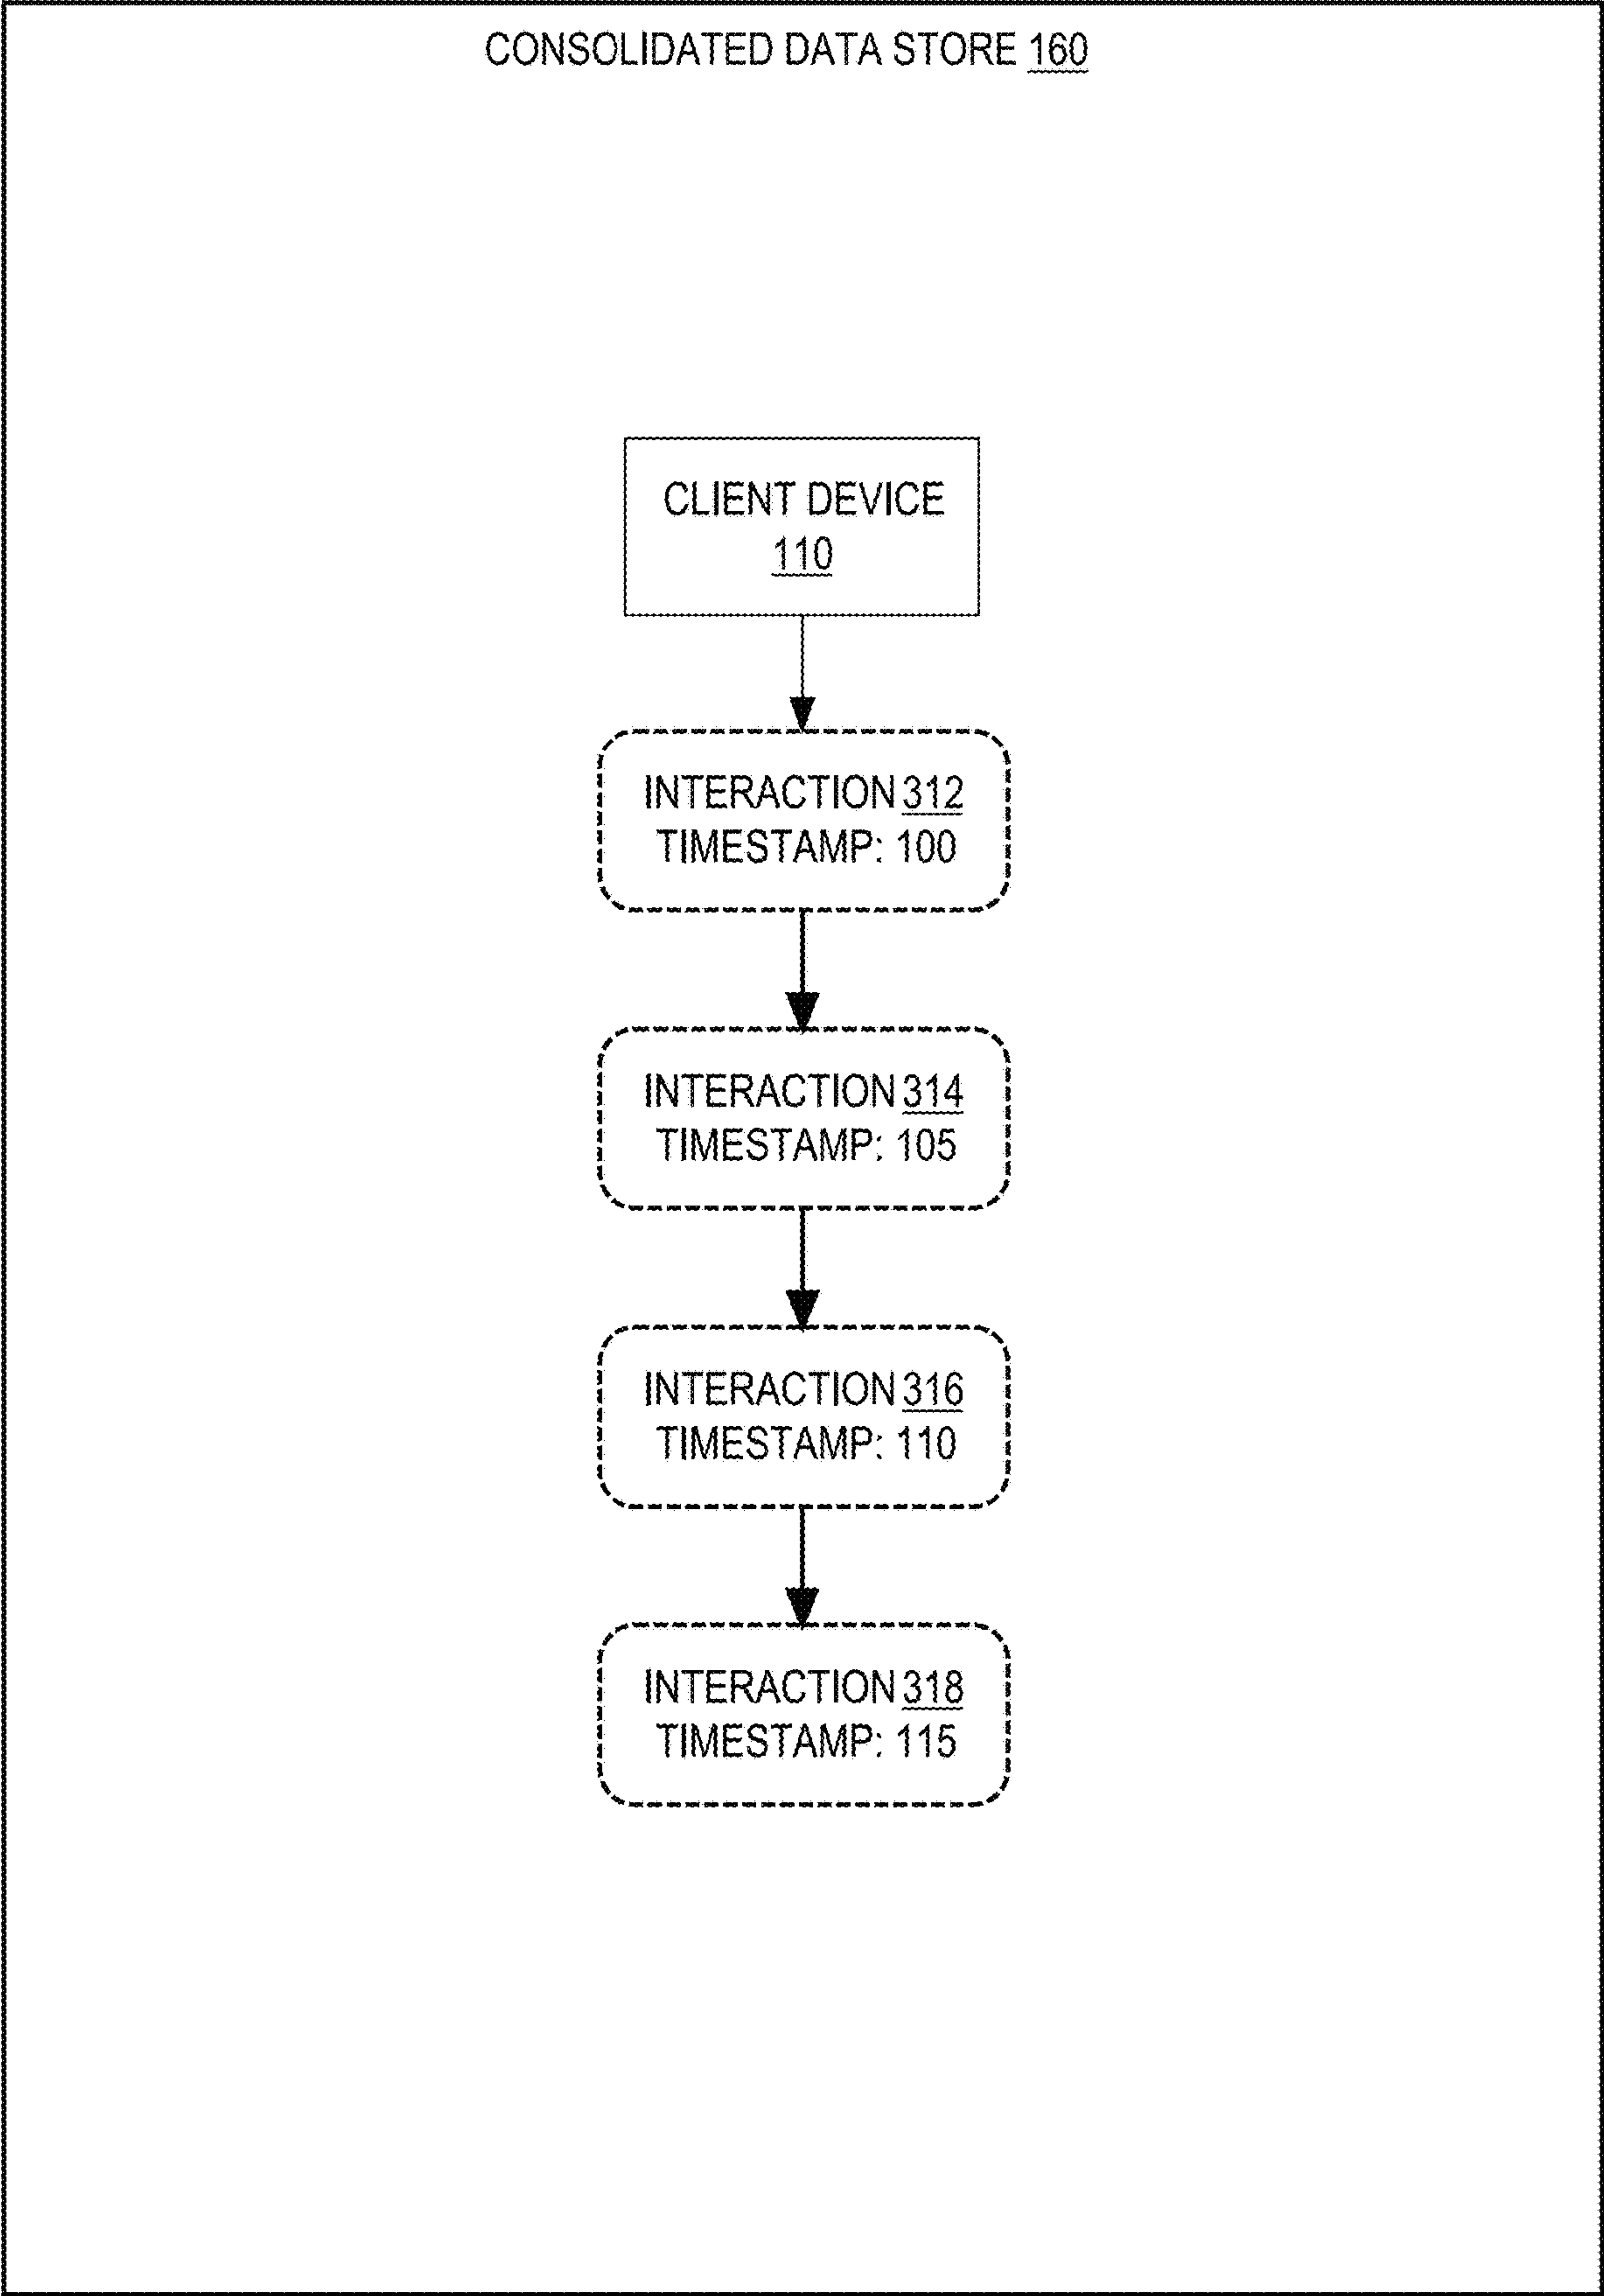 CONSOLIDATED DATA STORE 160
CLIENT DEVICE
110
INTERACTION 312
TIMESTAMP: 100
INTERACTION 314
TIMESTAMP: 105
INTERACTION 316
TIMESTAMP: 110
INTERACTION 318
TIMESTAMP: 115